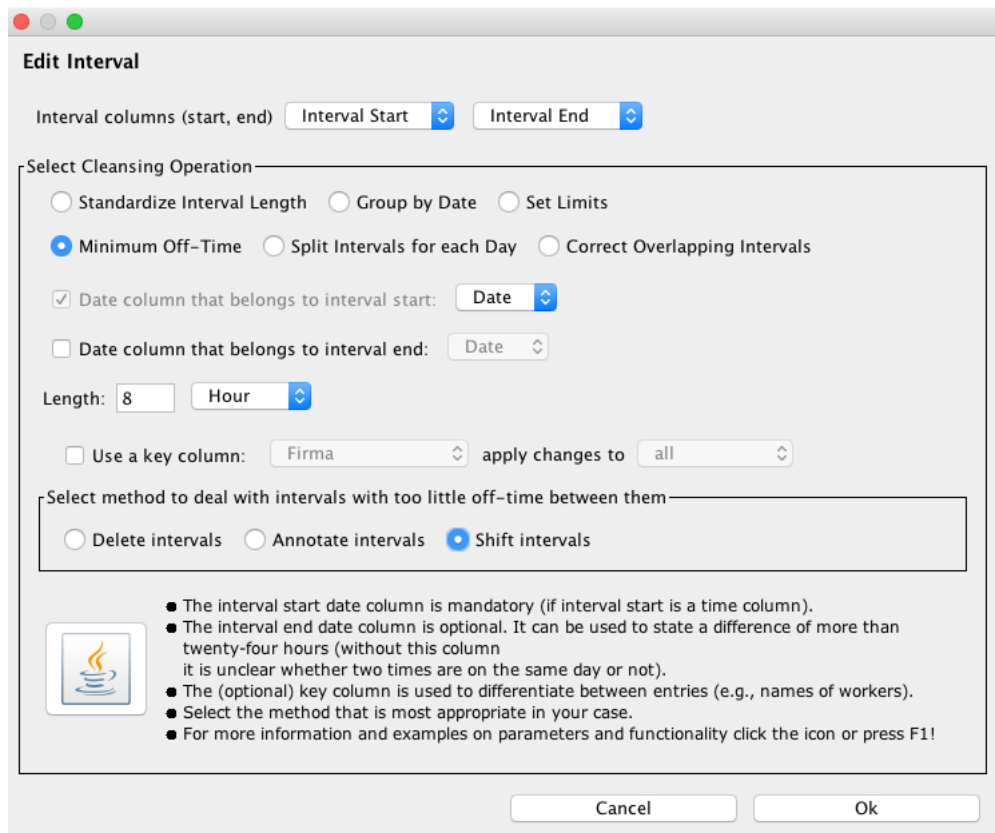 Edit Interval
Interval columns (start, end) Interval Start Interval End
Select Cleansing Operation
Standardize Interval Length Group by Date Set Limits
Minimum Off-Time Split Intervals for each Day Correct Overlapping Intervals
Date column that belongs to interval start: Date
Date column that belongs to interval end: Date
Length: 8 Hour
Use a key column: Firma apply changes to all
Select method to deal with intervals with too little off-time between them
Delete intervals Annotate intervals Shift intervals
● The interval start date column is mandatory (if interval start is a time column).
● The interval end date column is optional. It can be used to state a difference of more than
twenty-four hours (without this column
it is unclear whether two times are on the same day or not).
● The (optional) key column is used to differentiate between entries (e.g., names of workers).
● Select the method that is most appropriate in your case.
● For more information and examples on parameters and functionality click the icon or press F1!
Cancel Ok